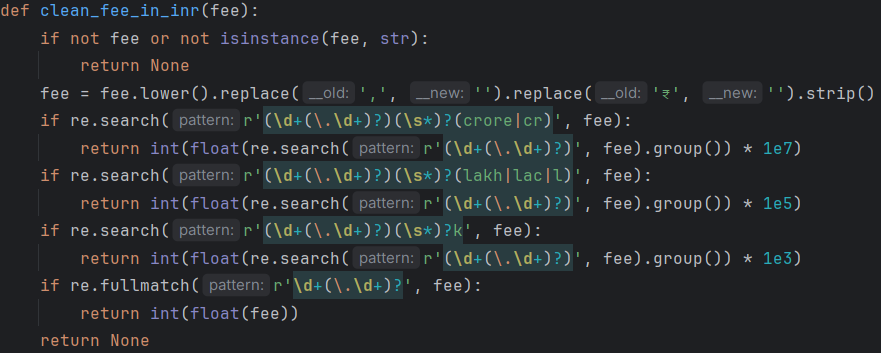 def clean_fee_in_inr(fee):
    if not fee or not isinstance(fee, str):
        return None
    fee = fee.lower().replace(__old: ',', __new: '').replace(__old: '₹', __new: '').strip()
    if re.search(pattern: r'(\d+(\.\d+)?)(\s*)?(crore|cr)', fee):
        return int(float(re.search(pattern: r'(\d+(\.\d+)?)', fee).group()) * 1e7)
    if re.search(pattern: r'(\d+(\.\d+)?)(\s*)?(lakh|lac|l)', fee):
        return int(float(re.search(pattern: r'(\d+(\.\d+)?)', fee).group()) * 1e5)
    if re.search(pattern: r'(\d+(\.\d+)?)(\s*)?k', fee):
        return int(float(re.search(pattern: r'(\d+(\.\d+)?)', fee).group()) * 1e3)
    if re.fullmatch(pattern: r'\d+(\.\d+)?', fee):
        return int(float(fee))
    return None